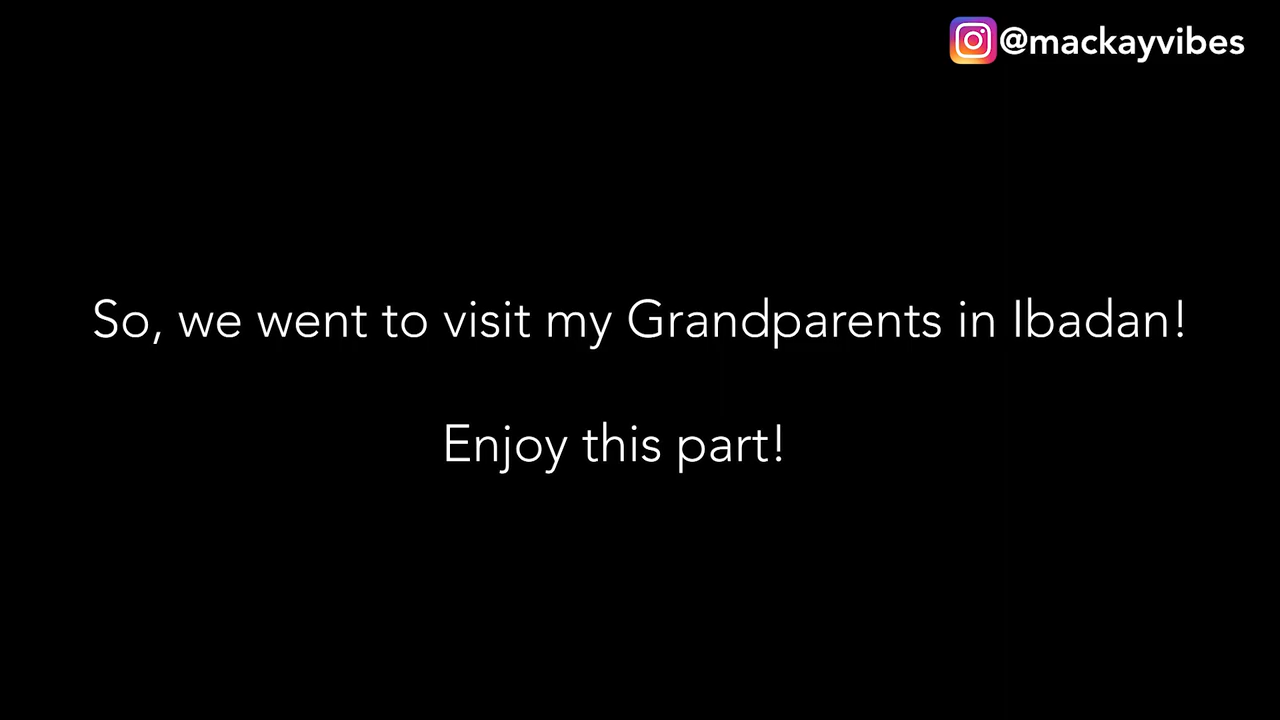 @mackayvibes
So, we went to visit my Grandparents in Ibadan!
Enjoy this part!